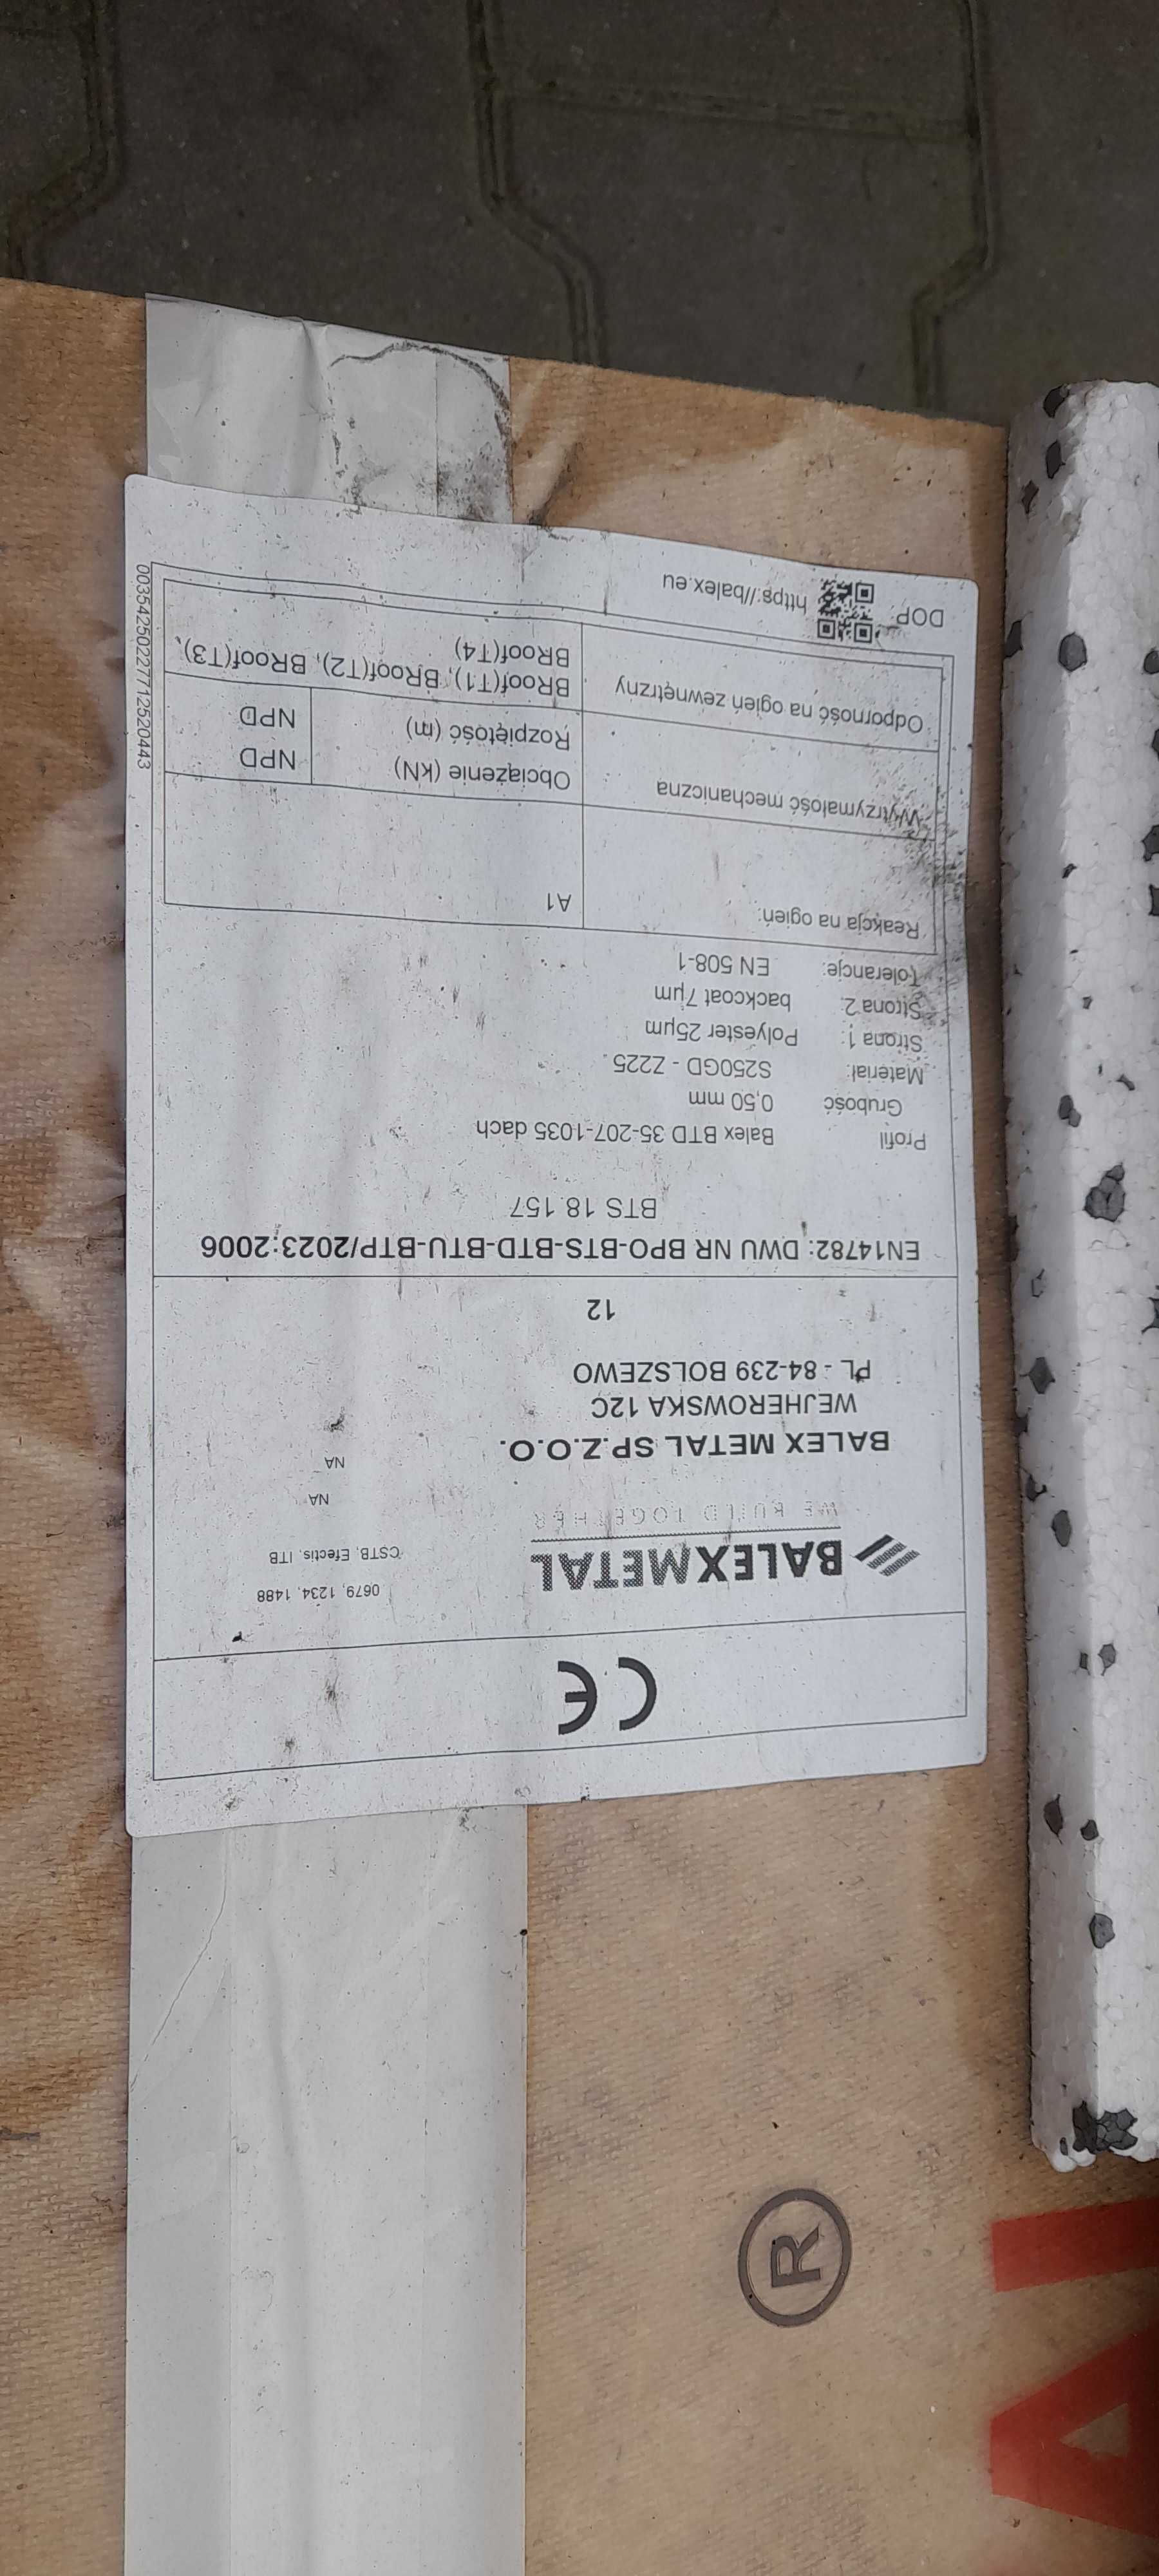 CE
BALEXMETAL
WE BUILD TOGETHER
0679, 1234, 1488
CSTB, Efectis, ITB
NA
NA
BALEX METAL SP.Z.O.O.
WEJHEROWSKA 12C
PL - 84-239 BOLSZEWO
12
EN14782: DWU NR BPO-BTS-BTD-BTU-BTP/2023:2006
BTS 18.157
Profil Balex BTD 35-207-1035 dach
Grubość 0,50 mm
Materiał: S250GD - Z225
Strona 1: Polyester 25µm
Strona 2: backcoat 7µm
Tolerancje: EN 508-1
Reakcja na ogień: A1
Wytrzymałość mechaniczna
Obciążenie (kN) NPD
Rozpiętość (m) NPD
Odporność na ogień zewnętrzny
BRoof(T1), BRoof(T2), BRoof(T3),
BRoof(T4)
DOP https://balex.eu
00354250227712520443
®